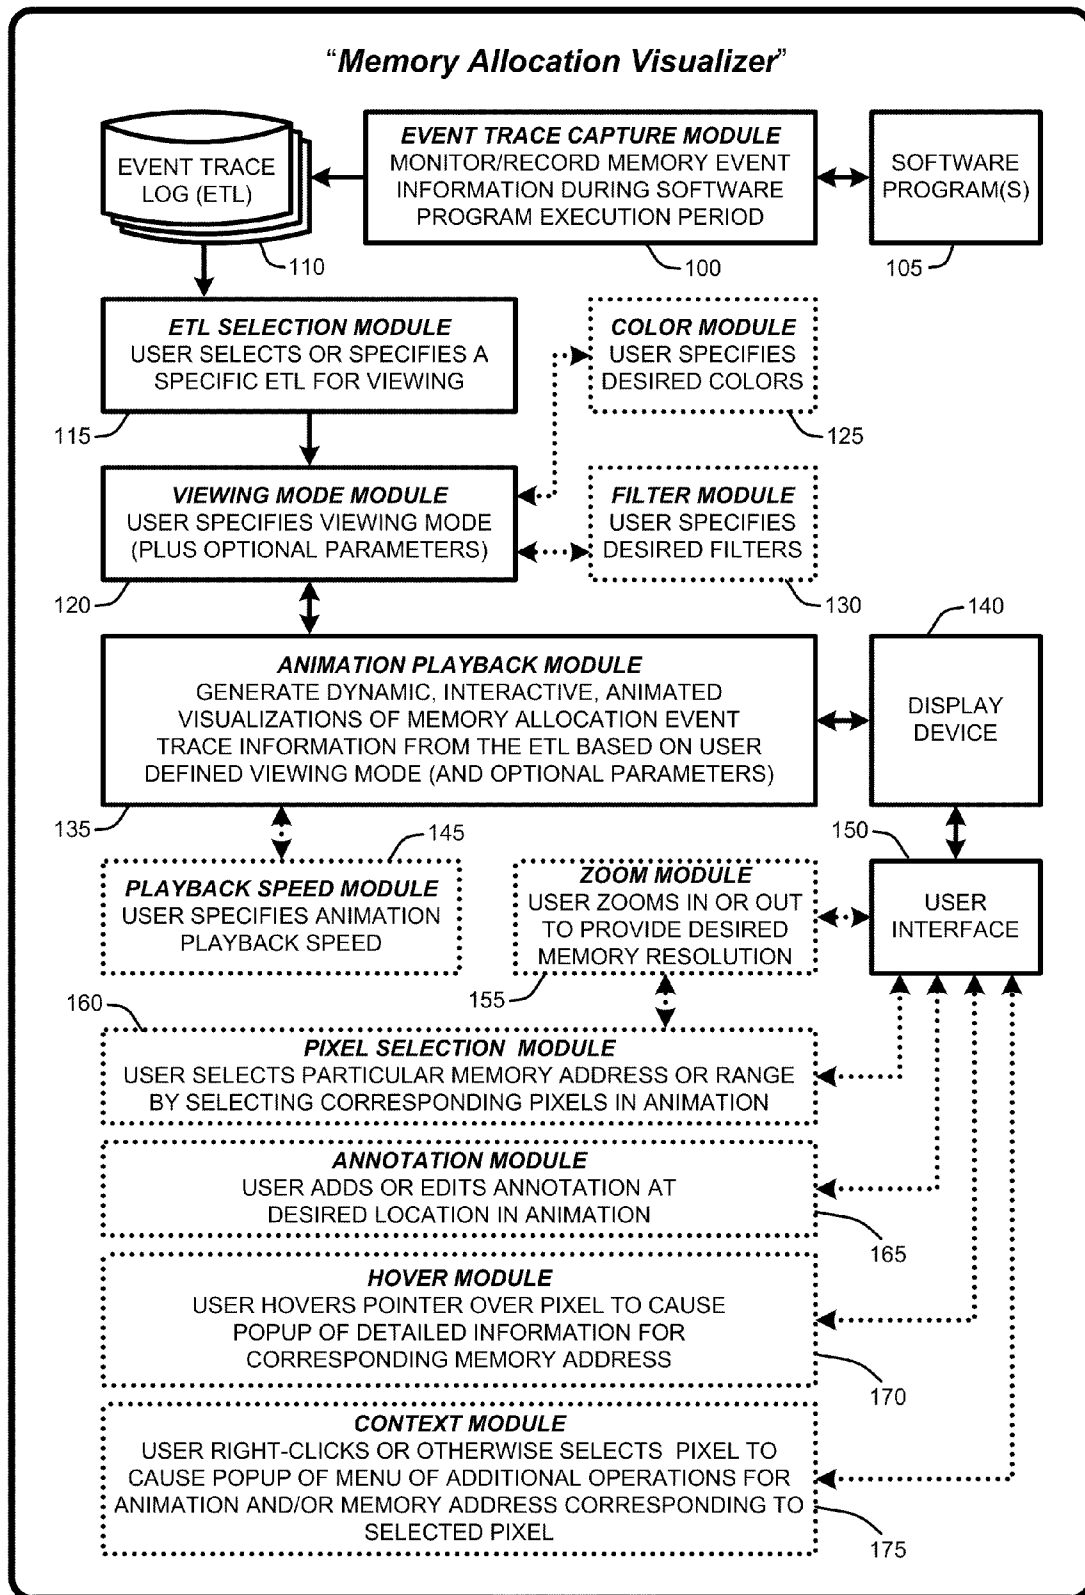 “Memory Allocation Visualizer”
EVENT TRACE
LOG (ETL)
110
EVENT TRACE CAPTURE MODULE
MONITOR/RECORD MEMORY EVENT
INFORMATION DURING SOFTWARE
PROGRAM EXECUTION PERIOD
100
SOFTWARE
PROGRAM(S)
105
ETL SELECTION MODULE
USER SELECTS OR SPECIFIES A
SPECIFIC ETL FOR VIEWING
115
COLOR MODULE
USER SPECIFIES
DESIRED COLORS
125
VIEWING MODE MODULE
USER SPECIFIES VIEWING MODE
(PLUS OPTIONAL PARAMETERS)
120
FILTER MODULE
USER SPECIFIES
DESIRED FILTERS
130
140
ANIMATION PLAYBACK MODULE
GENERATE DYNAMIC, INTERACTIVE, ANIMATED
VISUALIZATIONS OF MEMORY ALLOCATION EVENT
TRACE INFORMATION FROM THE ETL BASED ON USER
DEFINED VIEWING MODE (AND OPTIONAL PARAMETERS)
135
DISPLAY
DEVICE
145
PLAYBACK SPEED MODULE
USER SPECIFIES ANIMATION
PLAYBACK SPEED
ZOOM MODULE
USER ZOOMS IN OR OUT
TO PROVIDE DESIRED
MEMORY RESOLUTION
155
150
USER
INTERFACE
160
PIXEL SELECTION MODULE
USER SELECTS PARTICULAR MEMORY ADDRESS OR RANGE
BY SELECTING CORRESPONDING PIXELS IN ANIMATION
ANNOTATION MODULE
USER ADDS OR EDITS ANNOTATION AT
DESIRED LOCATION IN ANIMATION
165
HOVER MODULE
USER HOVERS POINTER OVER PIXEL TO CAUSE
POPUP OF DETAILED INFORMATION FOR
CORRESPONDING MEMORY ADDRESS
170
CONTEXT MODULE
USER RIGHT-CLICKS OR OTHERWISE SELECTS PIXEL TO
CAUSE POPUP OF MENU OF ADDITIONAL OPERATIONS FOR
ANIMATION AND/OR MEMORY ADDRESS CORRESPONDING TO
SELECTED PIXEL
175